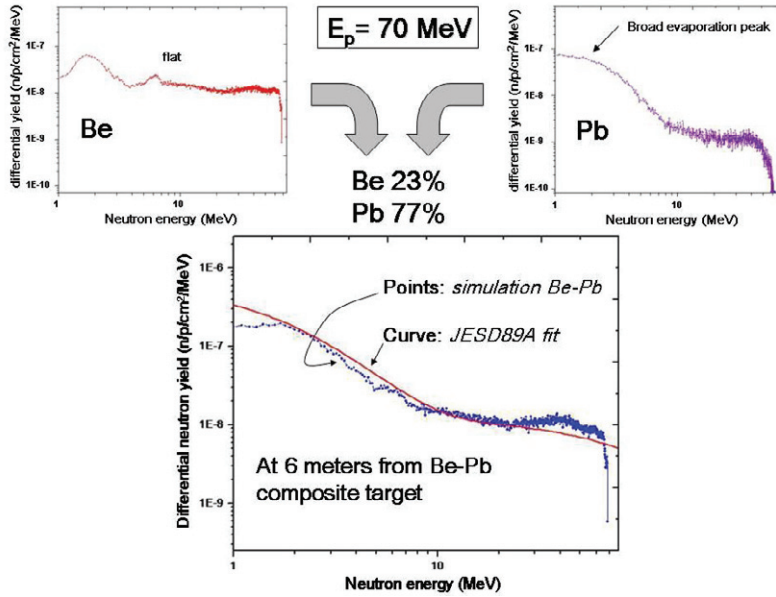 differential yield (n/p/cm²/MeV)
1E-7
1E-8
1E-9
1E-10
flat
Be
1
10
Neutron energy (MeV)
Eₚ= 70 MeV
Be 23%
Pb 77%
differential yield (n/p/cm²/MeV)
1E-7
1E-8
1E-9
1E-10
Broad evaporation peak
Pb
1
10
Neutron energy (MeV)
Differential neutron yield (n/p/cm²/MeV)
1E-6
1E-7
1E-8
1E-9
Points: simulation Be-Pb
Curve: JESD89A fit
At 6 meters from Be-Pb
composite target
1
10
Neutron energy (MeV)